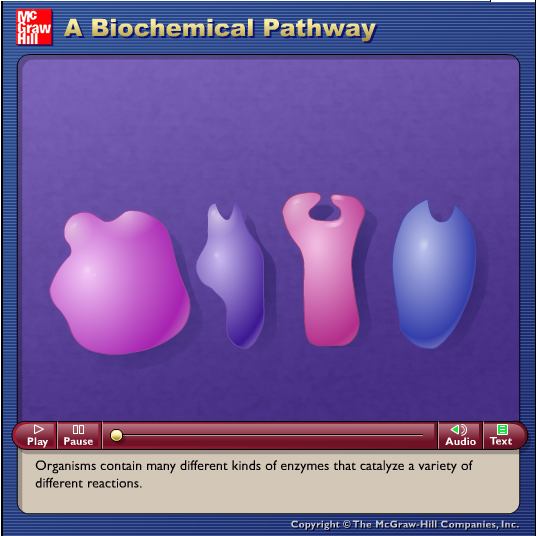 Mc
Graw
Hill
A Biochemical Pathway
Play
Pause
Audio
Text
Organisms contain many different kinds of enzymes that catalyze a variety of
different reactions.
Copyright © The McGraw-Hill Companies, Inc.